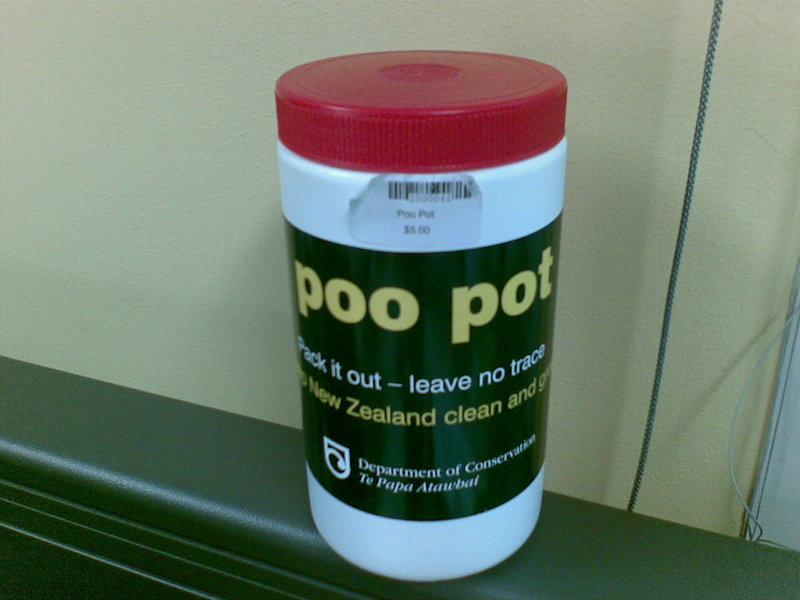 Poo Pot
$5.00
poo pot
Pack it out – leave no trace
New Zealand clean and
Department of Conservation
Te Papa Atawhai